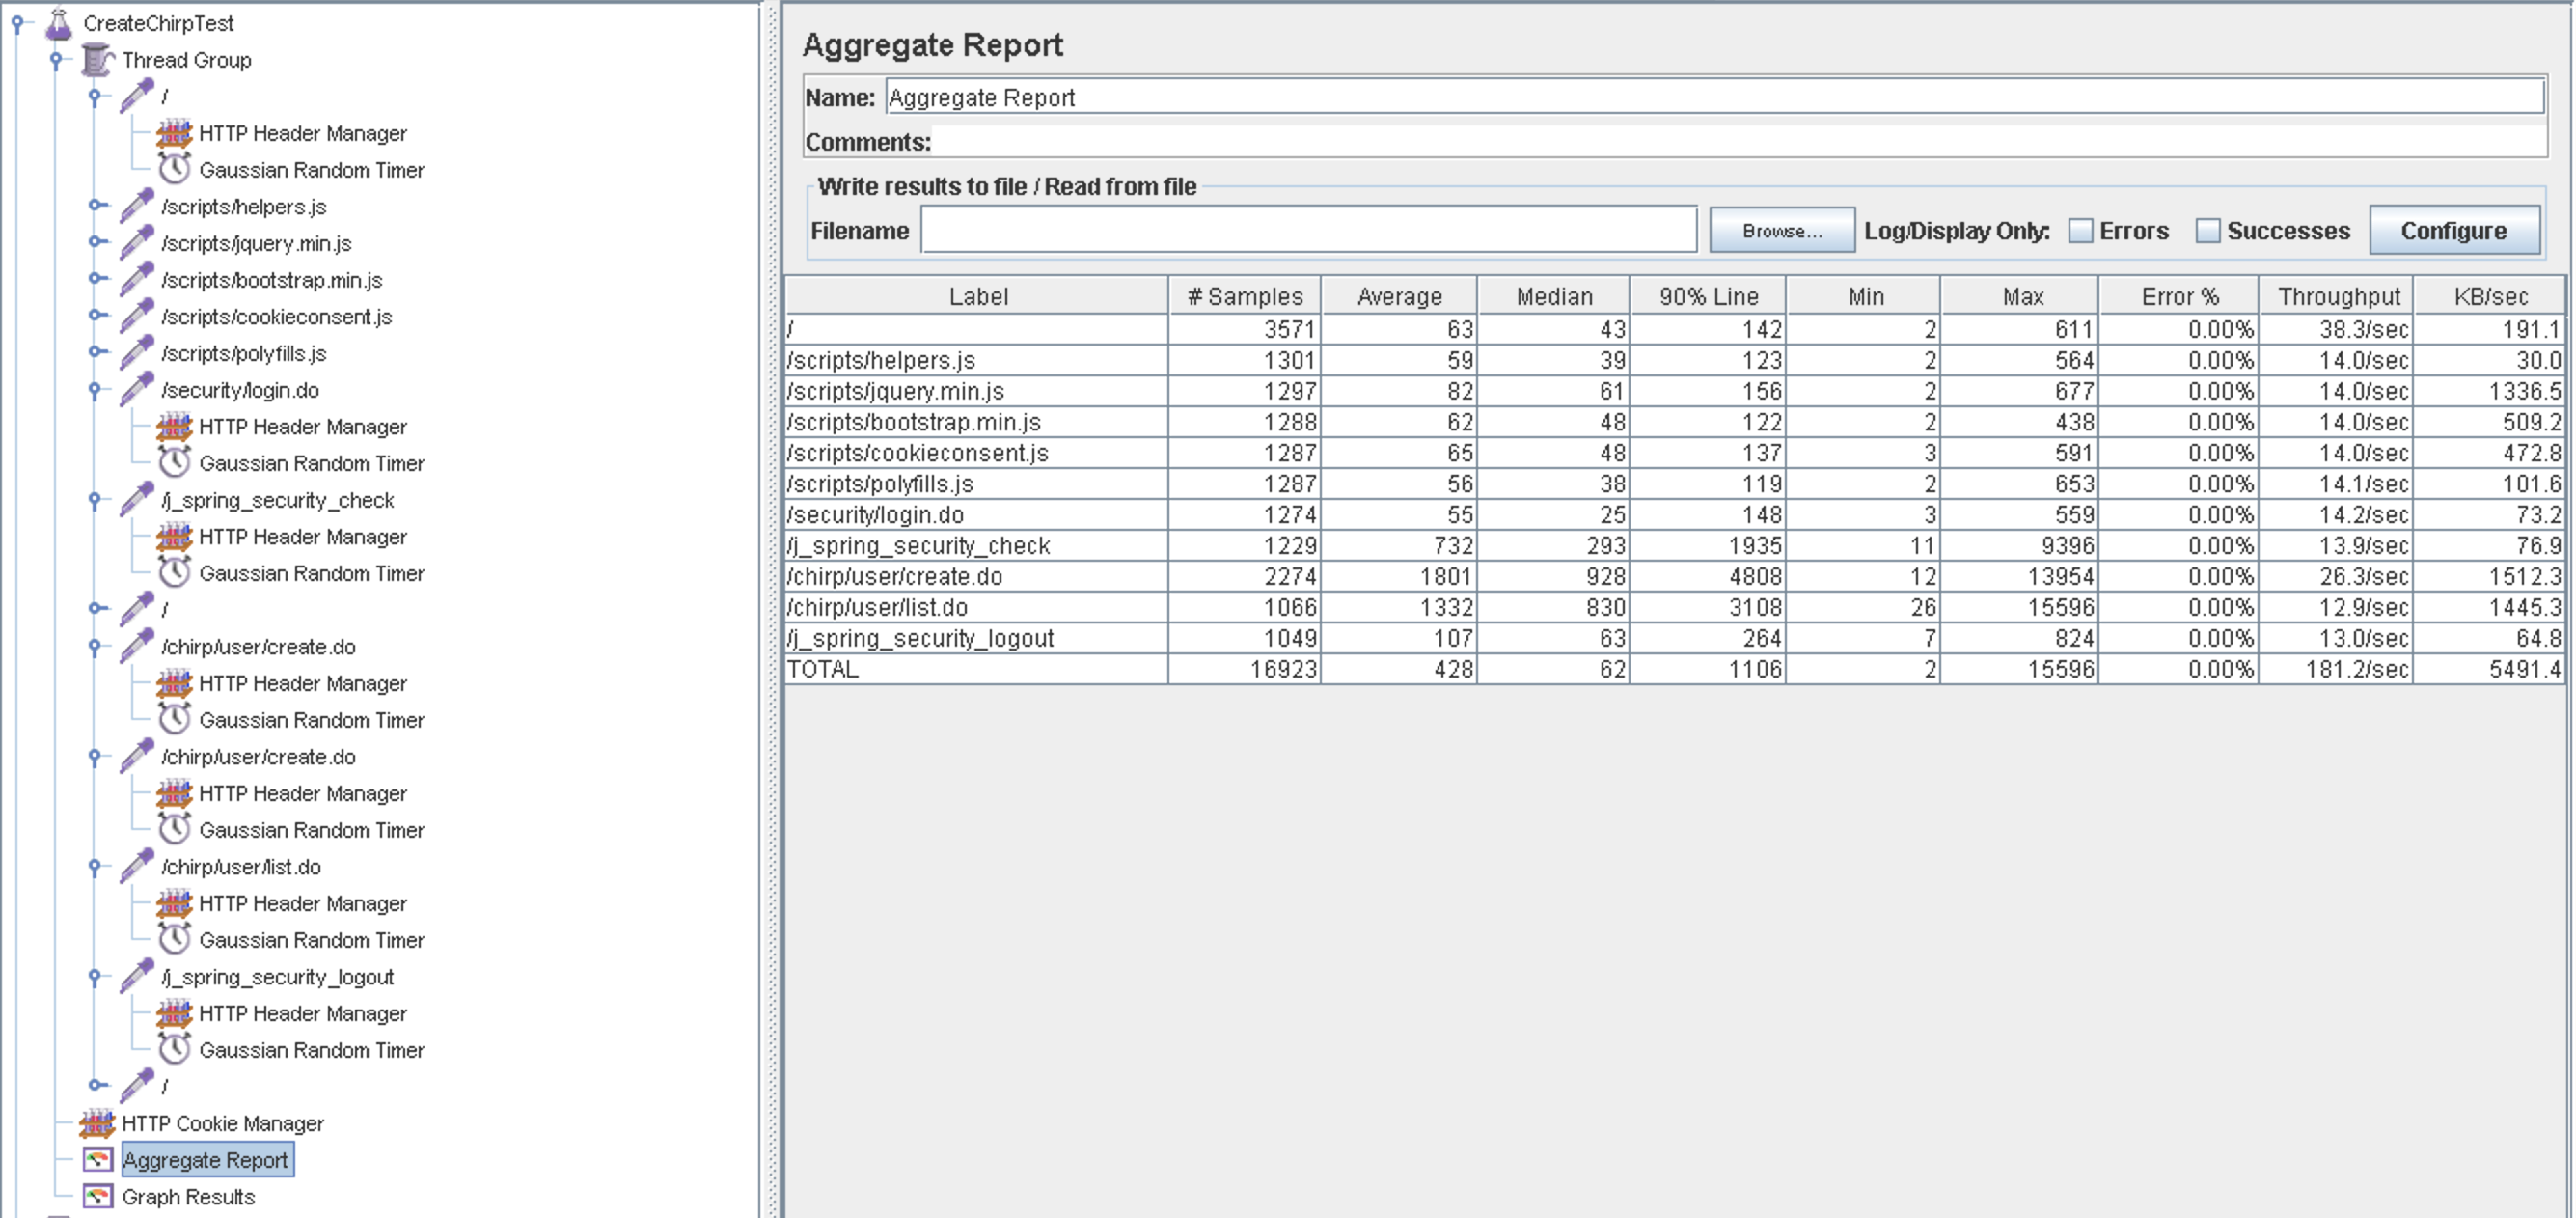 CreateChirpTest
Thread Group
/
HTTP Header Manager
Gaussian Random Timer
/scripts/helpers.js
/scripts/jquery.min.js
/scripts/bootstrap.min.js
/scripts/cookieconsent.js
/scripts/polyfills.js
/security/login.do
HTTP Header Manager
Gaussian Random Timer
/j_spring_security_check
HTTP Header Manager
Gaussian Random Timer
/
/chirp/user/create.do
HTTP Header Manager
Gaussian Random Timer
/chirp/user/create.do
HTTP Header Manager
Gaussian Random Timer
/chirp/user/list.do
HTTP Header Manager
Gaussian Random Timer
/j_spring_security_logout
HTTP Header Manager
Gaussian Random Timer
/
HTTP Cookie Manager
Aggregate Report
Graph Results
Aggregate Report
Name: Aggregate Report
Comments:
Write results to file / Read from file
Filename Browse... Log/Display Only: Errors Successes Configure
Label # Samples Average Median 90% Line Min Max Error % Throughput KB/sec
/ 3571 63 43 142 2 611 0.00% 38.3/sec 191.1
/scripts/helpers.js 1301 59 39 123 2 564 0.00% 14.0/sec 30.0
/scripts/jquery.min.js 1297 82 61 156 2 677 0.00% 14.0/sec 1336.5
/scripts/bootstrap.min.js 1288 62 48 122 2 438 0.00% 14.0/sec 509.2
/scripts/cookieconsent.js 1287 65 48 137 3 591 0.00% 14.0/sec 472.8
/scripts/polyfills.js 1287 56 38 119 2 653 0.00% 14.1/sec 101.6
/security/login.do 1274 55 25 148 3 559 0.00% 14.2/sec 73.2
/j_spring_security_check 1229 732 293 1935 11 9396 0.00% 13.9/sec 76.9
/chirp/user/create.do 2274 1801 928 4808 12 13954 0.00% 26.3/sec 1512.3
/chirp/user/list.do 1066 1332 830 3108 26 15596 0.00% 12.9/sec 1445.3
/j_spring_security_logout 1049 107 63 264 7 824 0.00% 13.0/sec 64.8
TOTAL 16923 428 62 1106 2 15596 0.00% 181.2/sec 5491.4